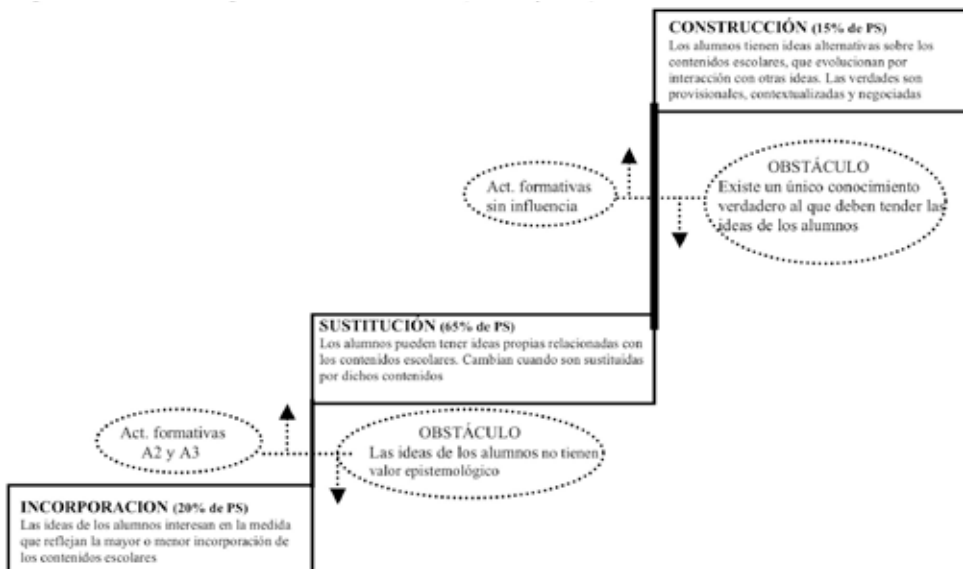 CONSTRUCCIÓN (15% de PS)
Los alumnos tienen ideas alternativas sobre los
contenidos escolares, que evolucionan por
interacción con otras ideas. Las verdades son
provisionales, contextualizadas y negociadas
Act. formativas
sin influencia
OBSTÁCULO
Existe un único conocimiento
verdadero al que deben tender las
ideas de los alumnos
SUSTITUCIÓN (65% de PS)
Los alumnos pueden tener ideas propias relacionadas con
los contenidos escolares. Cambian cuando son sustituidas
por dichos contenidos
Act. formativas
A2 y A3
OBSTÁCULO
Las ideas de los alumnos no tienen
valor epistemológico
INCORPORACION (20% de PS)
Las ideas de los alumnos interesan en la medida
que reflejan la mayor o menor incorporación de
los contenidos escolares